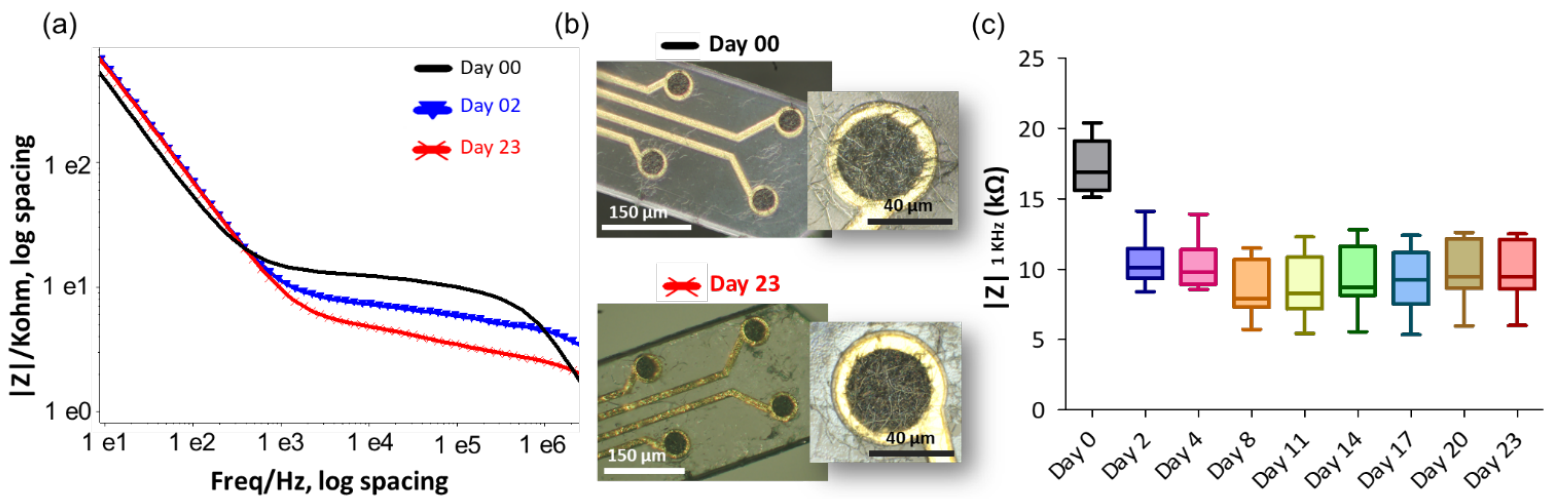 (a)
Day 00
Day 02
Day 23
|Z|/Kohm, log spacing
1 e2
1 e1
1 e0
1 e1
1 e2
1 e3
1 e4
1 e5
1 e6
Freq/Hz, log spacing
(b)
Day 00
150 µm
40 µm
Day 23
150 µm
40 µm
(c)
|Z| 1 KHz (kΩ)
25
20
15
10
5
0
Day 0
Day 2
Day 4
Day 8
Day 11
Day 14
Day 17
Day 20
Day 23